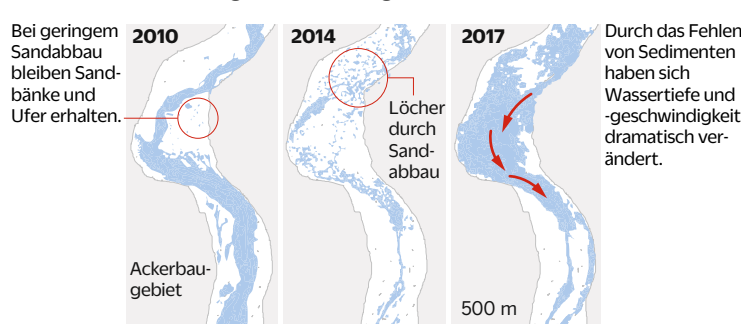 Bei geringem
Sandabbau
bleiben Sand-
bänke und
Ufer erhalten.
2010
Ackerbau-
gebiet
2014
Löcher
durch
Sand-
abbau
2017
500 m
Durch das Fehlen
von Sedimenten
haben sich
Wassertiefe und
-geschwindigkeit
dramatisch ver-
ändert.